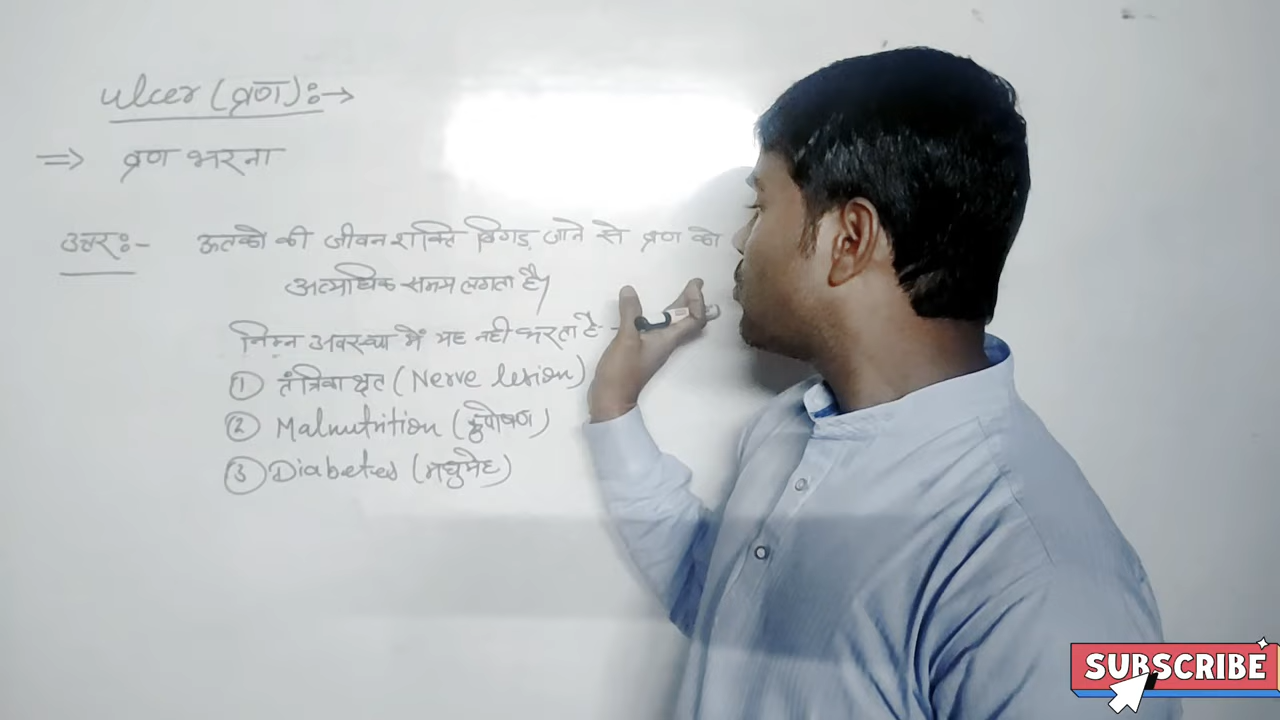 ulcer (व्रण) :→
⇒ व्रण भरना
उत्तर :- ऊतको की जीवन शक्ति बिगड़ जाने से व्रण को
अत्याधिक समय लगता है।
निम्न अवस्था में यह नही भरता है -
① तंत्रिका क्षत (Nerve lesion)
② Malnutrition (कुपोषण)
③ Diabetes (मधुमेह)
SUBSCRIBE